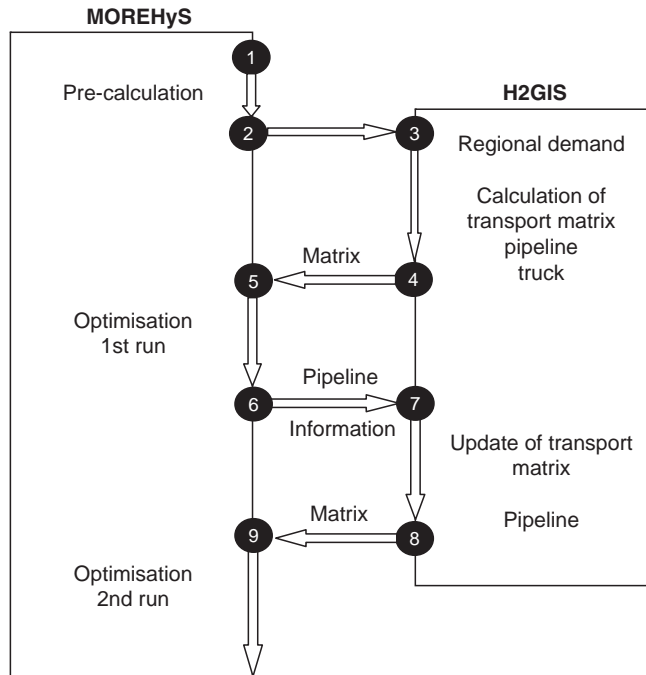 MOREHyS
1
Pre-calculation
H2GIS
2
3
Regional demand
Calculation of
transport matrix
pipeline
truck
Matrix
5
4
Optimisation
1st run
Pipeline
6
7
Information
Update of transport
matrix
Matrix
Pipeline
9
8
Optimisation
2nd run